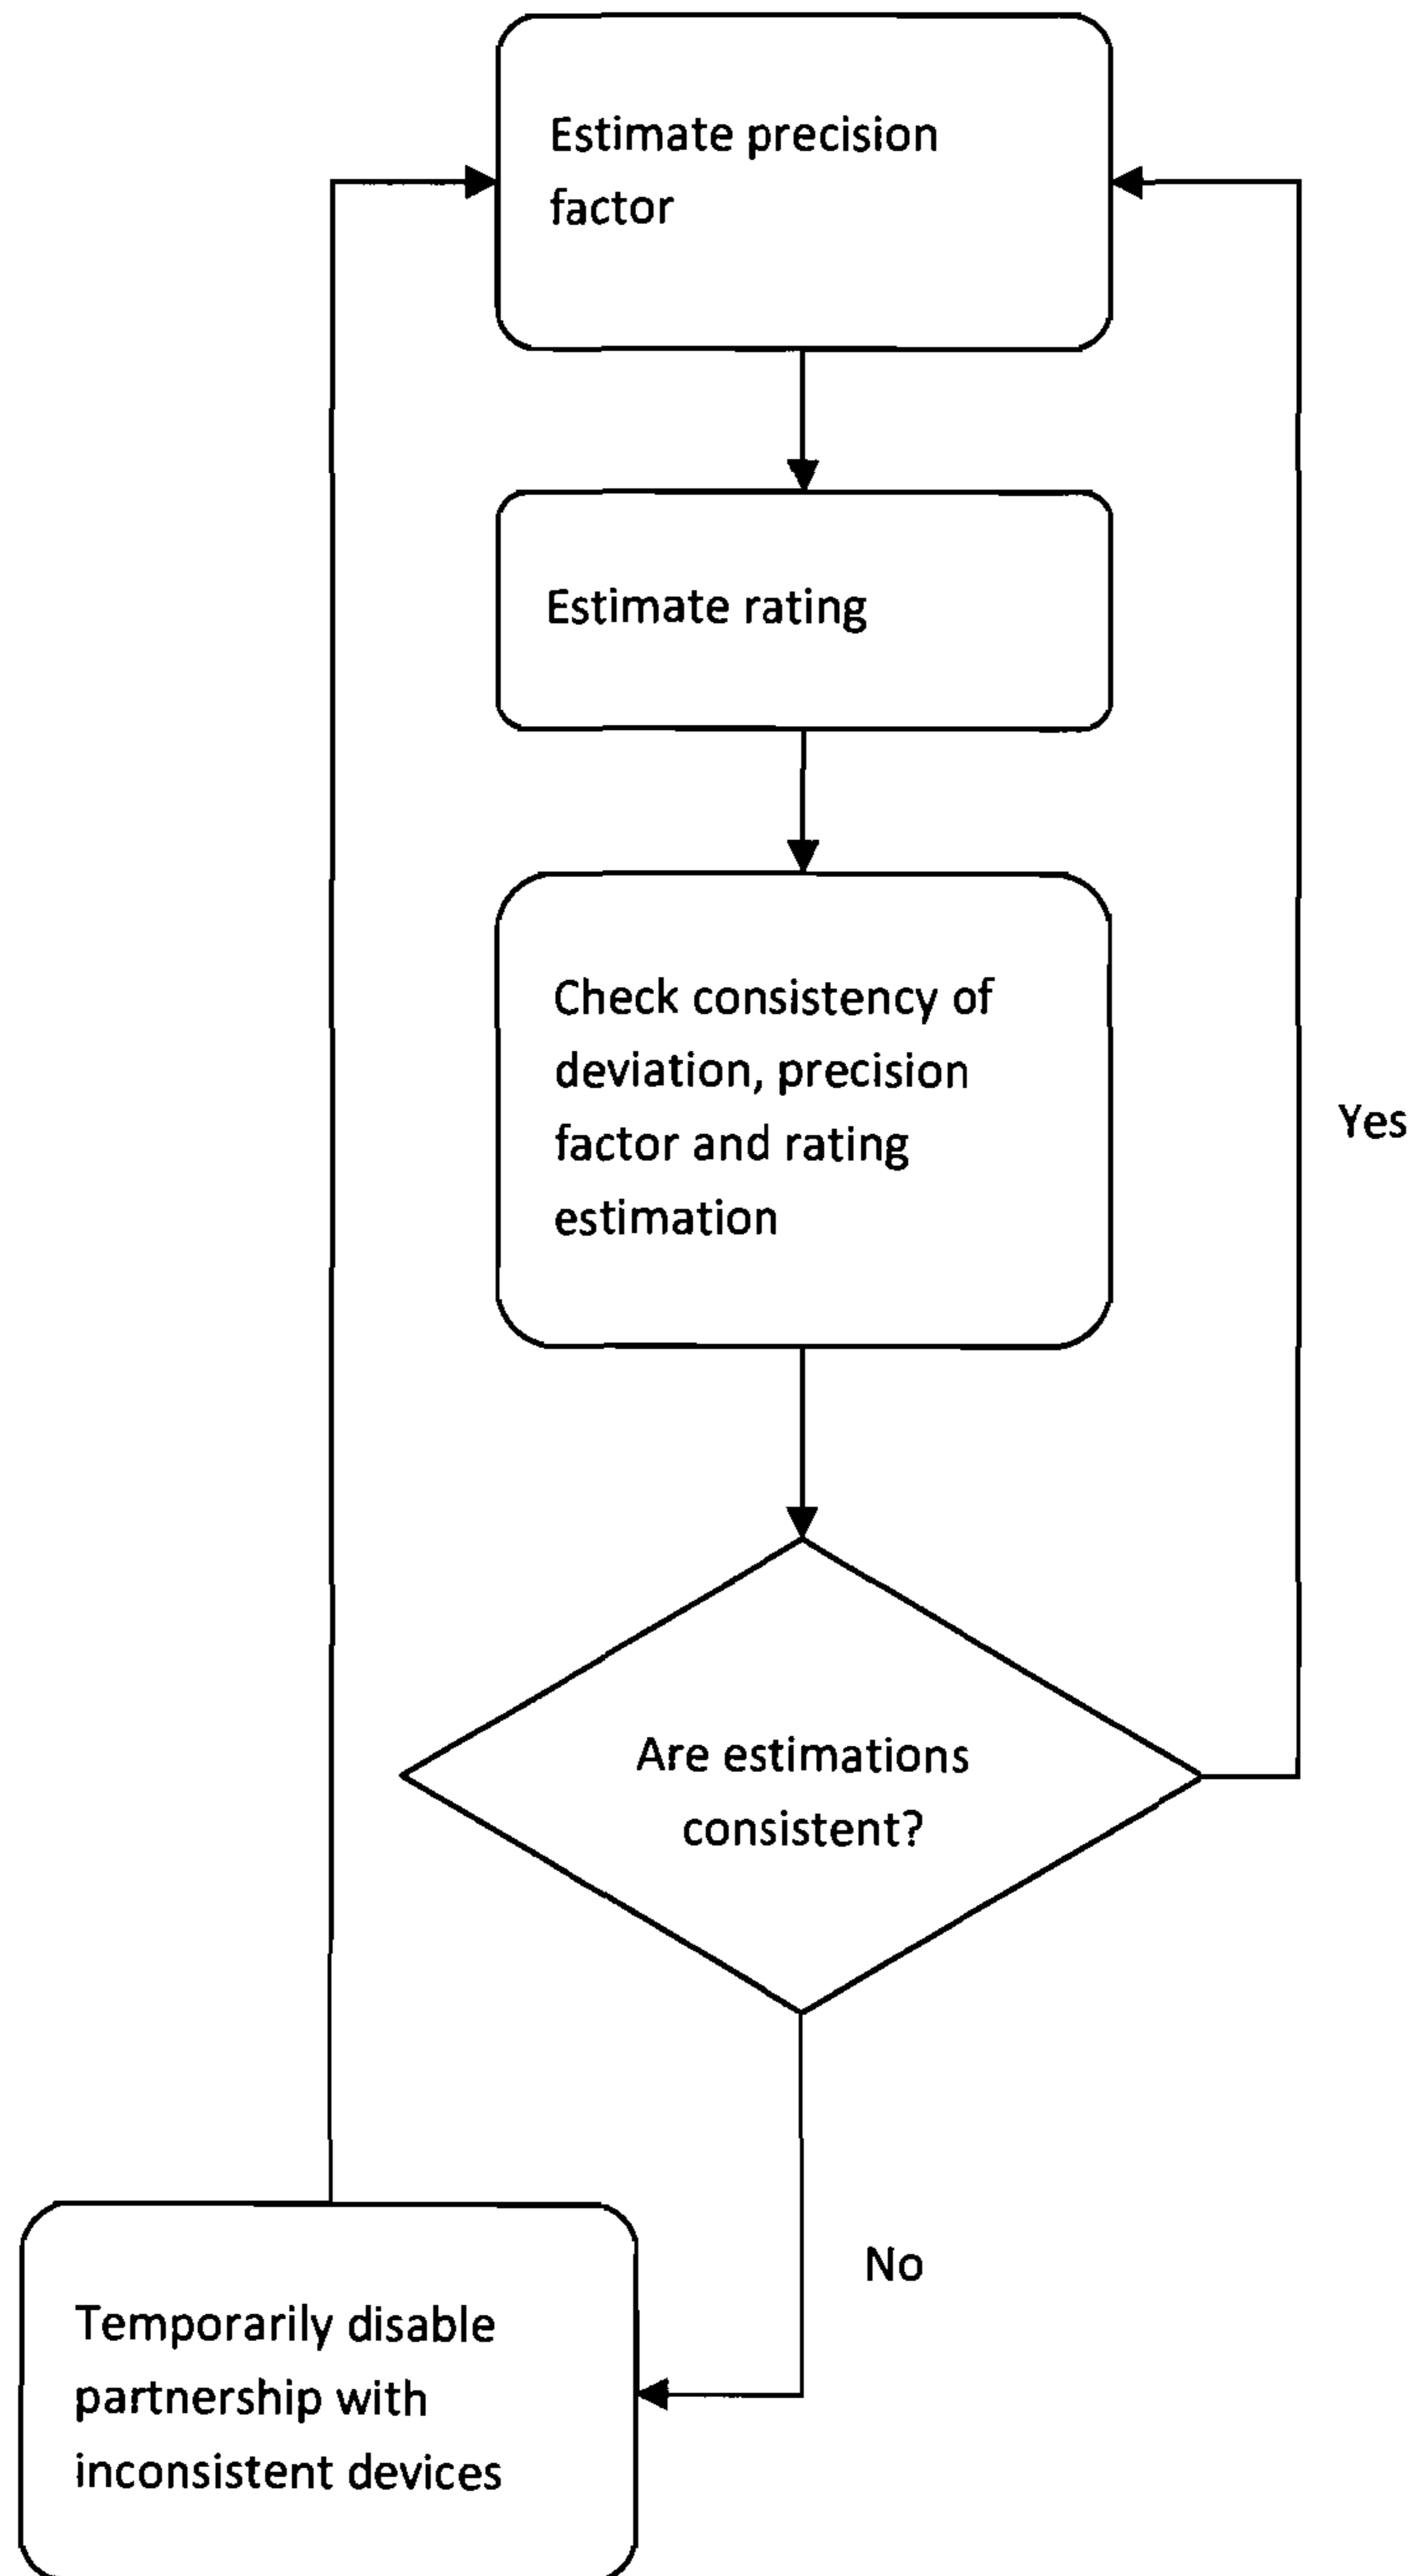 Estimate precision
factor
Estimate rating
Check consistency of
deviation, precision
factor and rating
estimation
Yes
Are estimations
consistent?
No
Temporarily disable
partnership with
inconsistent devices